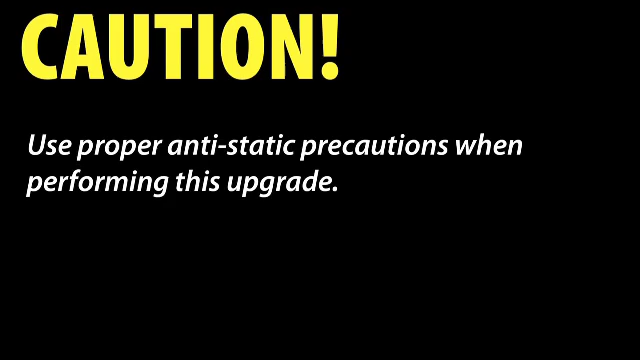 CAUTION!
Use proper anti-static precautions when
performing this upgrade.